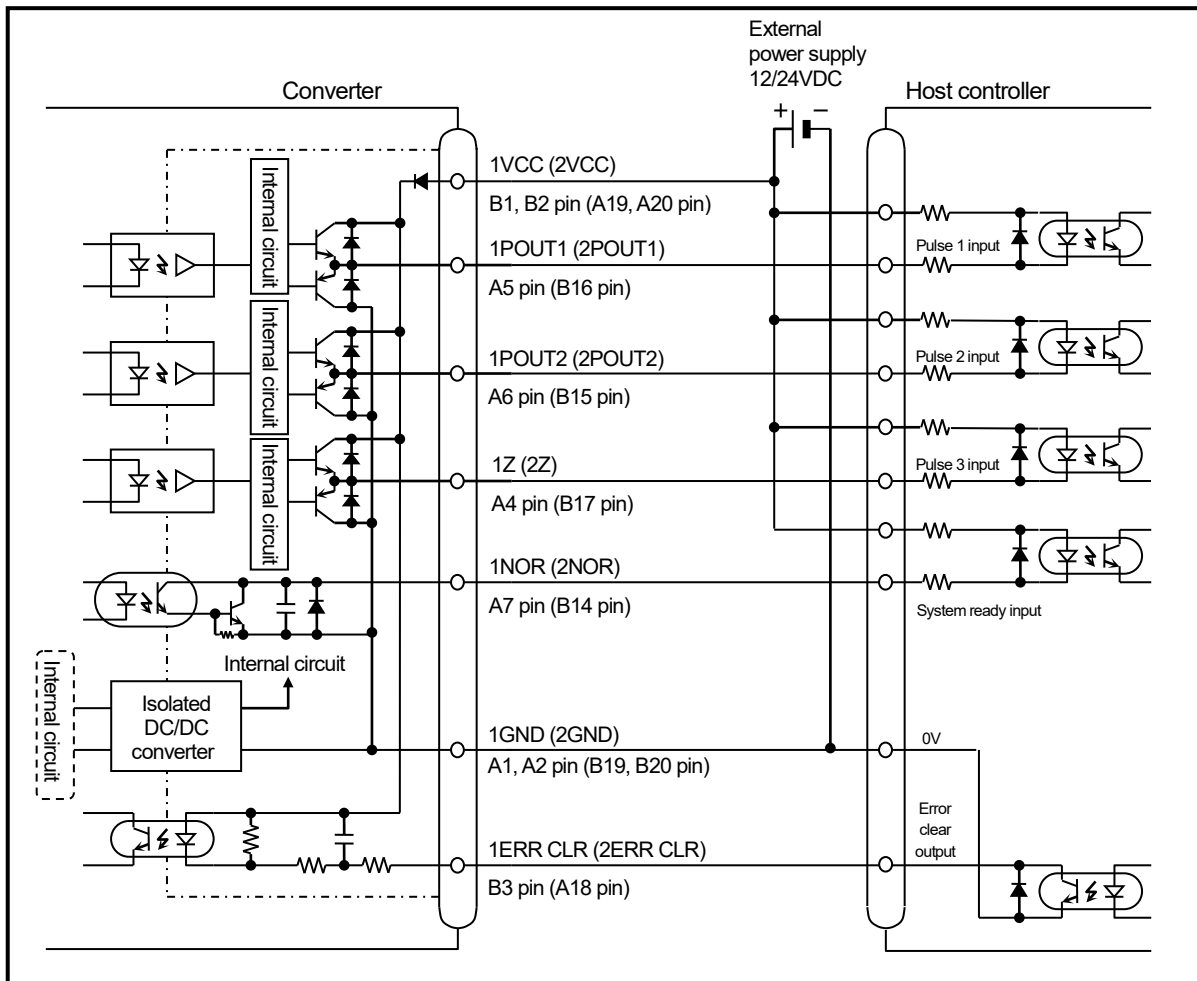 External
power supply
12/24VDC
Converter
Host controller
+ −
1VCC (2VCC)
B1, B2 pin (A19, A20 pin)
Internal circuit
1POUT1 (2POUT1)
A5 pin (B16 pin)
Pulse 1 input
Internal circuit
1POUT2 (2POUT2)
A6 pin (B15 pin)
Pulse 2 input
Internal circuit
1Z (2Z)
A4 pin (B17 pin)
Pulse 3 input
1NOR (2NOR)
A7 pin (B14 pin)
System ready input
Internal circuit
Internal circuit
Isolated
DC/DC
converter
1GND (2GND)
A1, A2 pin (B19, B20 pin)
0V
Error
clear
output
1ERR CLR (2ERR CLR)
B3 pin (A18 pin)